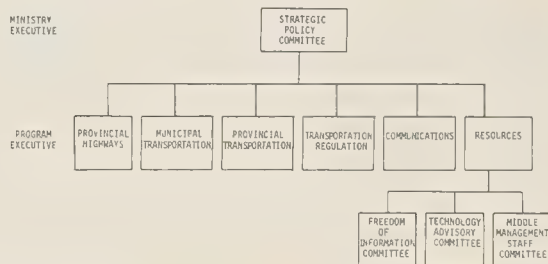 MINISTRY
EXECUTIVE
STRATEGIC
POLICY
COMMITTEE
PROGRAM
EXECUTIVE
PROVINCIAL
HIGHWAYS
MUNICIPAL
TRANSPORTATION
PROVINCIAL
TRANSPORTATION
TRANSPORTATION
REGULATION
COMMUNICATIONS
RESOURCES
FREEDOM
OF
INFORMATION
COMMITTEE
TECHNOLOGY
ADVISORY
COMMITTEE
MIDDLE
MANAGEMENT
STAFF
COMMITTEE